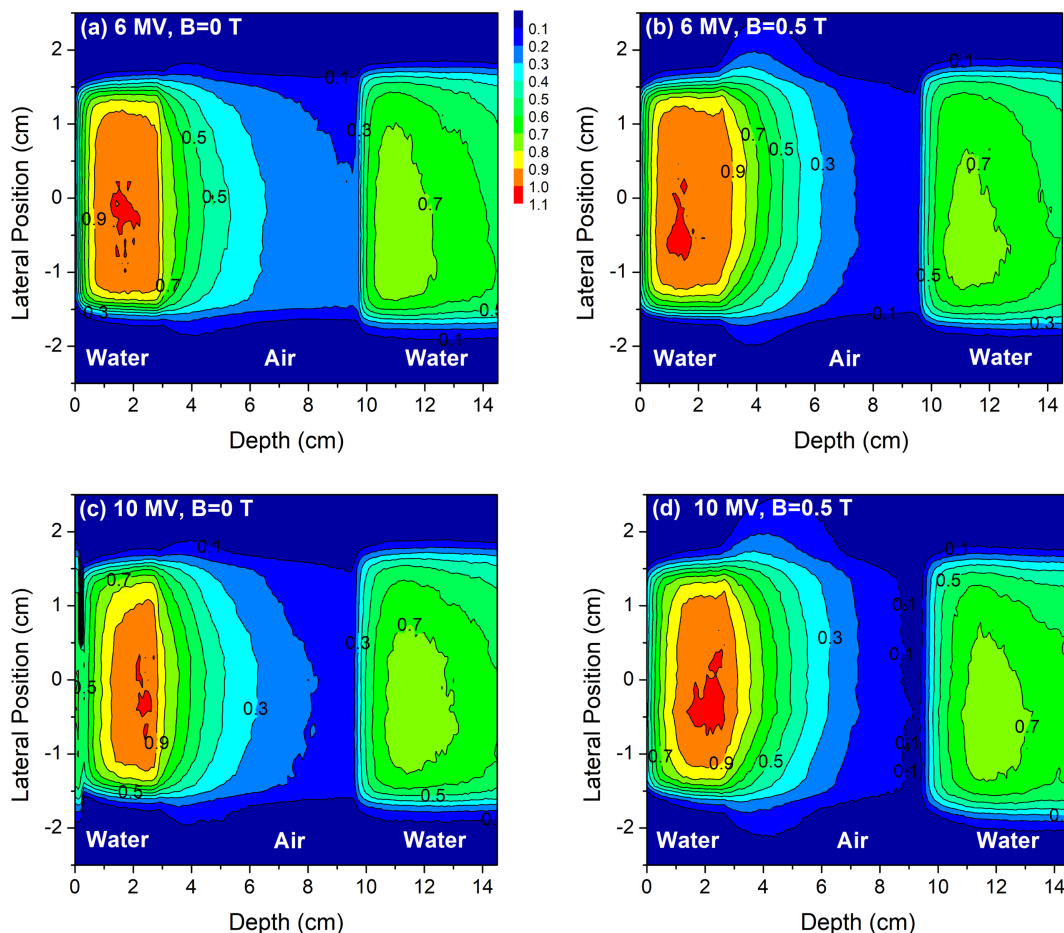 (a) 6 MV, B=0 T
2
1
0
-1
-2
Lateral Position (cm)
0.1
0.3
0.5
0.5
0.9
0.7
0.7
0.3
0.1
Water
Air
Water
0 2 4 6 8 10 12 14
Depth (cm)
0.1
0.2
0.3
0.4
0.5
0.6
0.7
0.8
0.9
1.0
1.1
(b) 6 MV, B=0.5 T
2
1
0
-1
-2
Lateral Position (cm)
0.1
0.1
0.7
0.5
0.3
0.9
0.7
0.5
0.3
Water
Air
Water
0 2 4 6 8 10 12 14
Depth (cm)
(c) 10 MV, B=0 T
2
1
0
-1
-2
Lateral Position (cm)
0.1
0.7
0.7
0.3
0.5
0.3
0.9
0.5
0.5
Water
Air
Water
0 2 4 6 8 10 12 14
Depth (cm)
(d) 10 MV, B=0.5 T
2
1
0
-1
-2
Lateral Position (cm)
0.1
0.5
0.1
0.7
0.3
0.1
0.7
0.1
0.7
0.9
0.5
0.1
Water
Air
Water
0 2 4 6 8 10 12 14
Depth (cm)